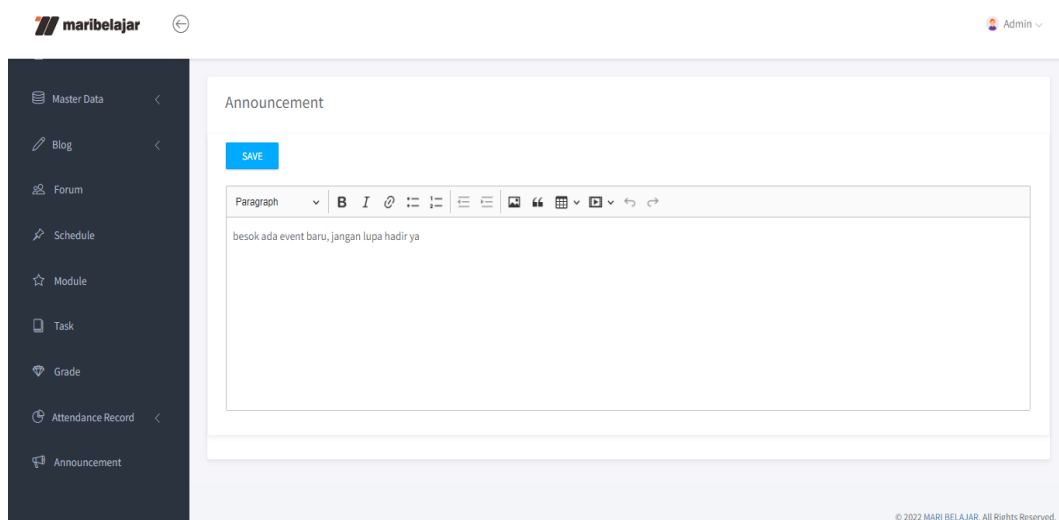 maribelajar
Admin
Master Data
Blog
Forum
Schedule
Module
Task
Grade
Attendance Record
Announcement
Announcement
SAVE
Paragraph B I
besok ada event baru, jangan lupa hadir ya
© 2022 MARI BELAJAR. All Rights Reserved.